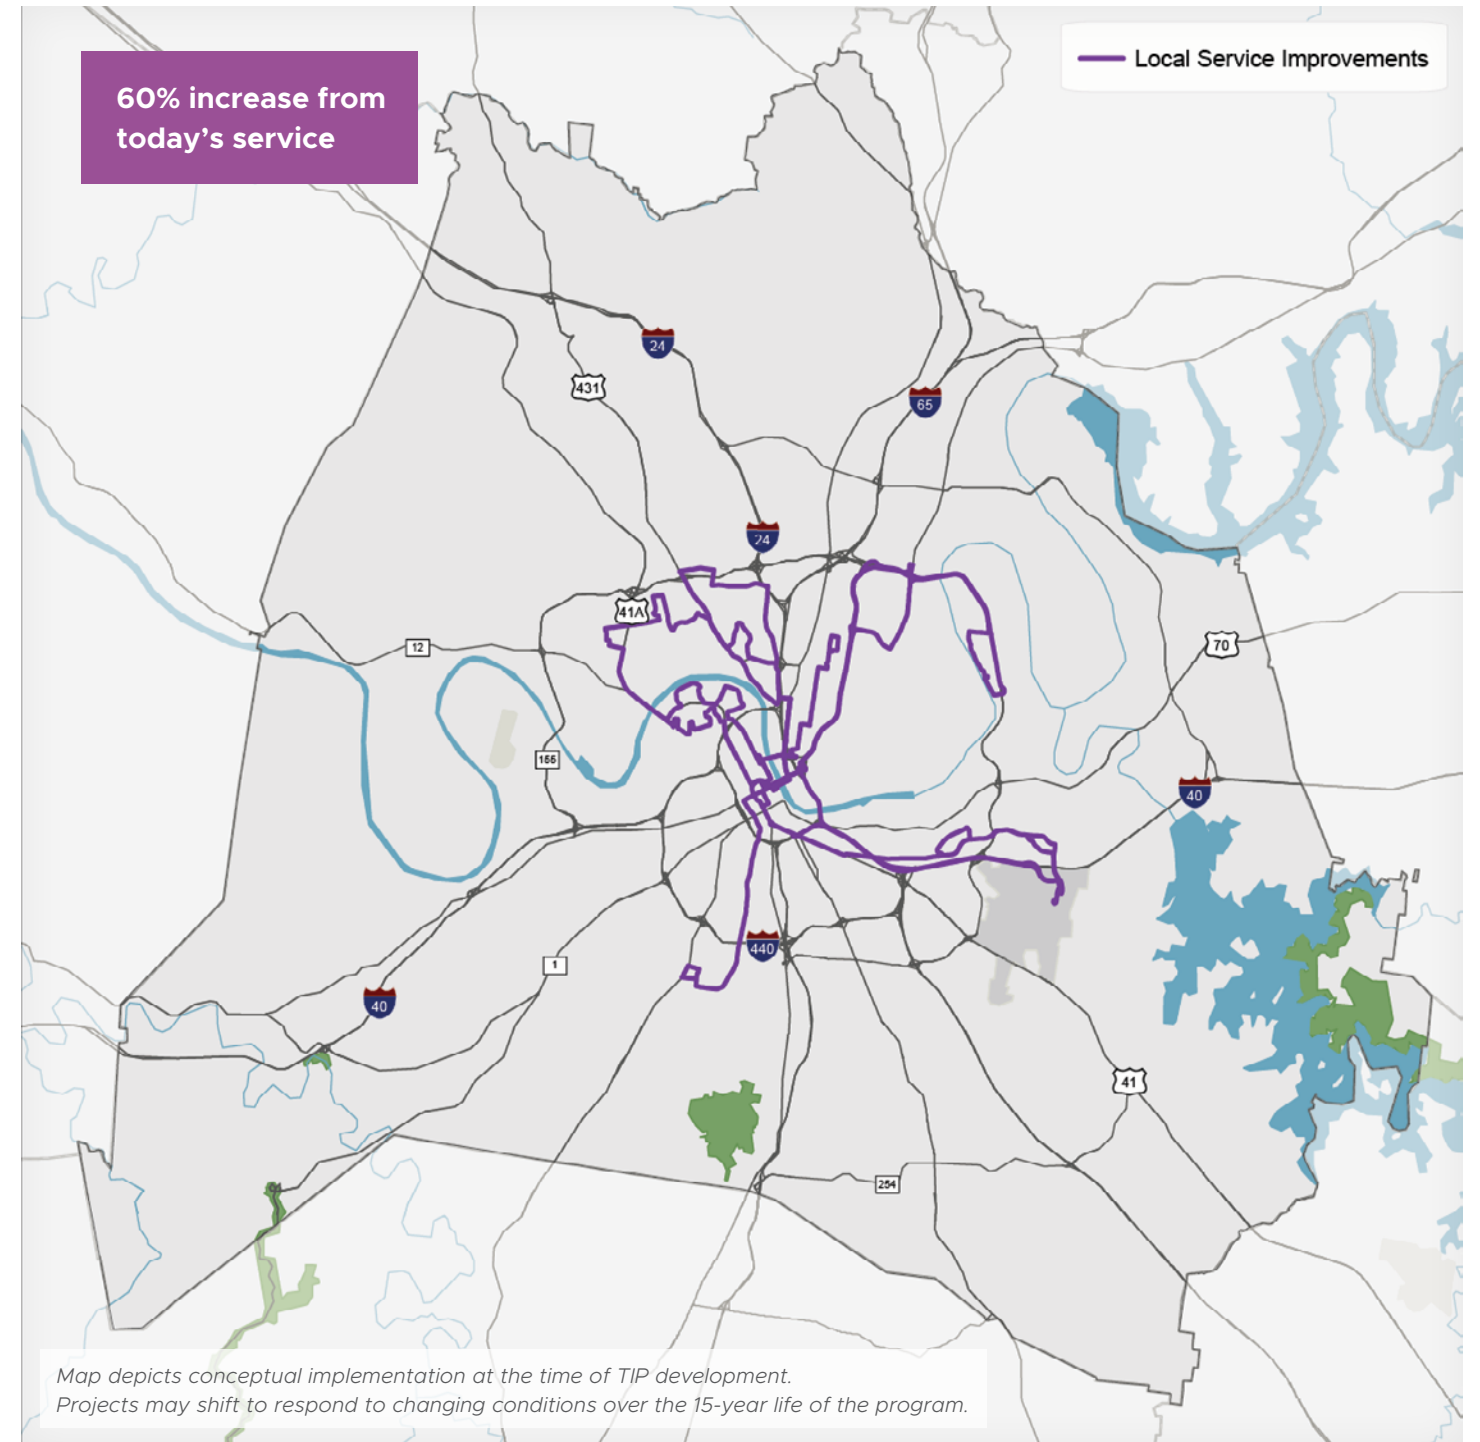 60% increase from
today's service
Local Service Improvements
24
431
65
24
41A
12
70
155
40
440
1
40
41
254
Map depicts conceptual implementation at the time of TIP development.
Projects may shift to respond to changing conditions over the 15-year life of the program.